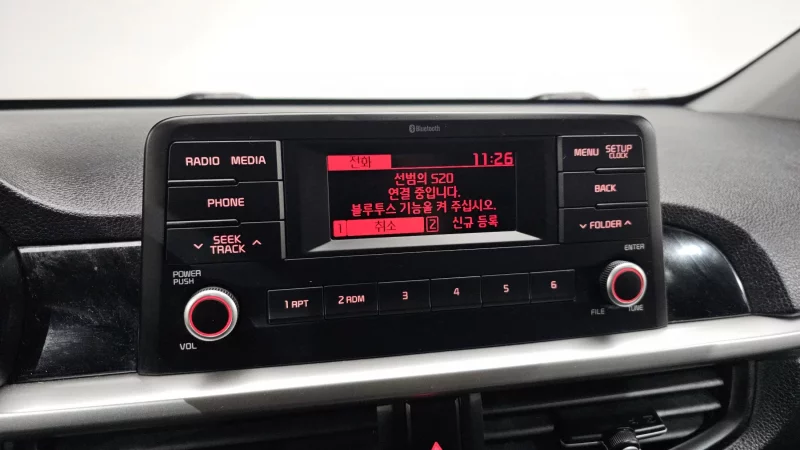 Bluetooth
RADIO MEDIA
PHONE
SEEK
TRACK
POWER
PUSH
VOL
전화 11:26
선범의 S20
연결 중입니다.
블루투스 기능을 켜 주십시오.
1 취소 2 신규 등록
MENU SETUP
CLOCK
BACK
FOLDER
ENTER
FILE TUNE
1 RPT 2 RDM 3 4 5 6